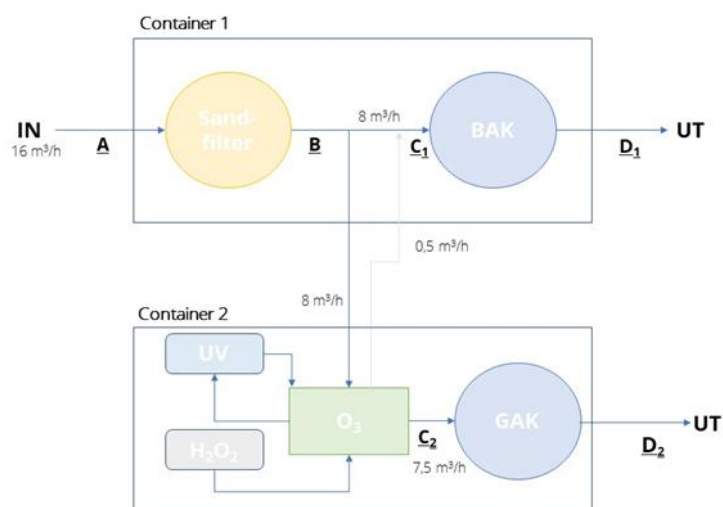 Container 1
IN
16 m³/h
A
Sand-
filter
B
8 m³/h
C₁
BAK
D₁
UT
0,5 m³/h
8 m³/h
Container 2
UV
H₂O₂
O₃
C₂
7,5 m³/h
GAK
D₂
UT